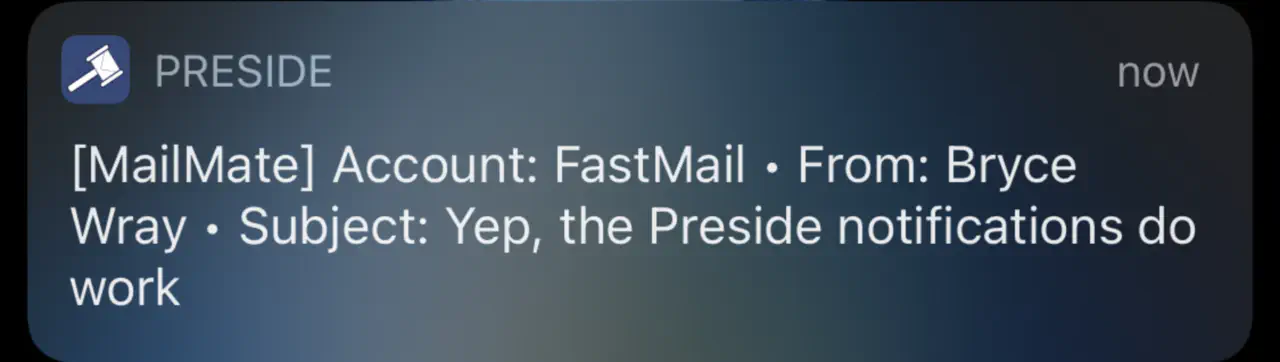 PRESIDE
now
[MailMate] Account: FastMail • From: Bryce
Wray • Subject: Yep, the Preside notifications do
work